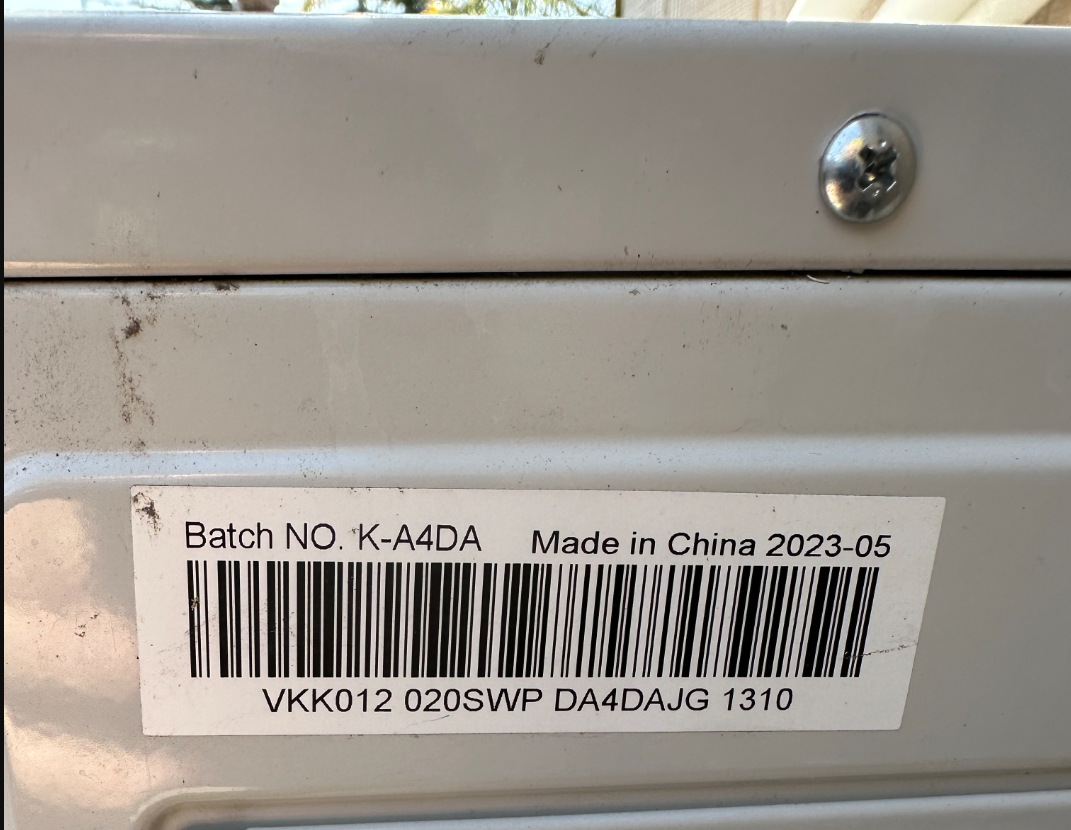 Batch NO. K-A4DA Made in China 2023-05
VKK012 020SWP DA4DAJG 1310